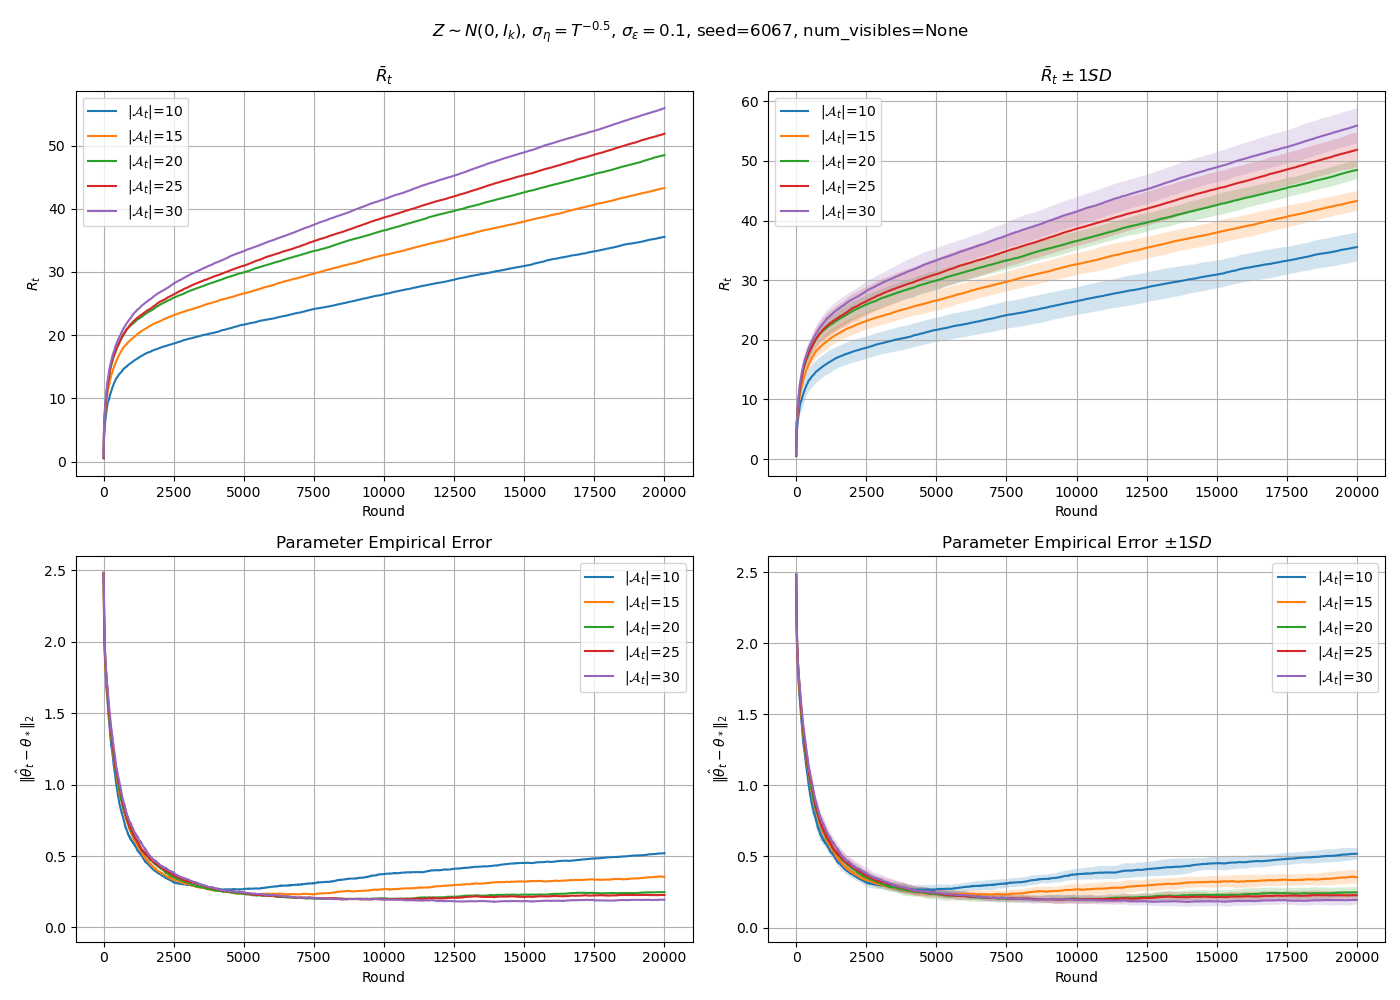 Z ∼ N(0, I_k), σ_η = T^{−0.5}, σ_ε = 0.1, seed=6067, num_visibles=None
R̄_t
R_t
50
40
30
20
10
0
|𝒜_t|=10
|𝒜_t|=15
|𝒜_t|=20
|𝒜_t|=25
|𝒜_t|=30
0 2500 5000 7500 10000 12500 15000 17500 20000
Round
R̄_t ± 1SD
R_t
60
50
40
30
20
10
0
|𝒜_t|=10
|𝒜_t|=15
|𝒜_t|=20
|𝒜_t|=25
|𝒜_t|=30
0 2500 5000 7500 10000 12500 15000 17500 20000
Round
Parameter Empirical Error
‖θ̂_t − θ_*‖_2
2.5
2.0
1.5
1.0
0.5
0.0
|𝒜_t|=10
|𝒜_t|=15
|𝒜_t|=20
|𝒜_t|=25
|𝒜_t|=30
0 2500 5000 7500 10000 12500 15000 17500 20000
Round
Parameter Empirical Error ±1SD
‖θ̂_t − θ_*‖_2
2.5
2.0
1.5
1.0
0.5
0.0
|𝒜_t|=10
|𝒜_t|=15
|𝒜_t|=20
|𝒜_t|=25
|𝒜_t|=30
0 2500 5000 7500 10000 12500 15000 17500 20000
Round